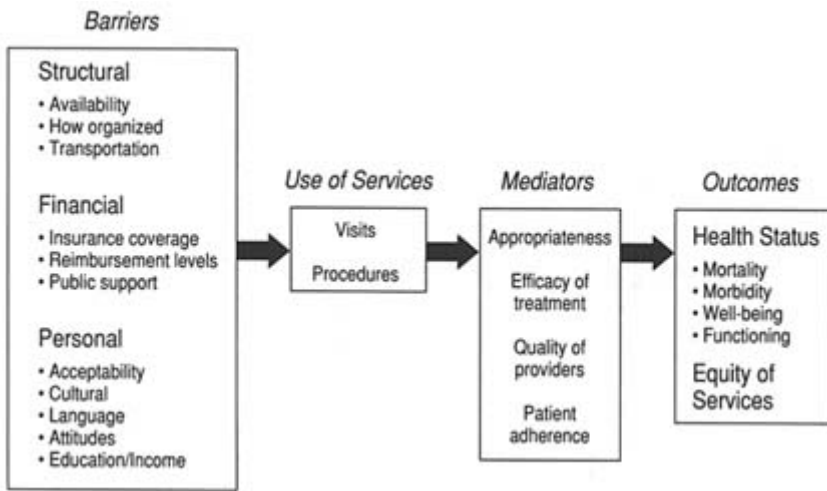 Barriers
Structural
• Availability
• How organized
• Transportation
Financial
• Insurance coverage
• Reimbursement levels
• Public support
Personal
• Acceptability
• Cultural
• Language
• Attitudes
• Education/Income
Use of Services
Visits
Procedures
Mediators
Appropriateness
Efficacy of
treatment
Quality of
providers
Patient
adherence
Outcomes
Health Status
• Mortality
• Morbidity
• Well-being
• Functioning
Equity of
Services